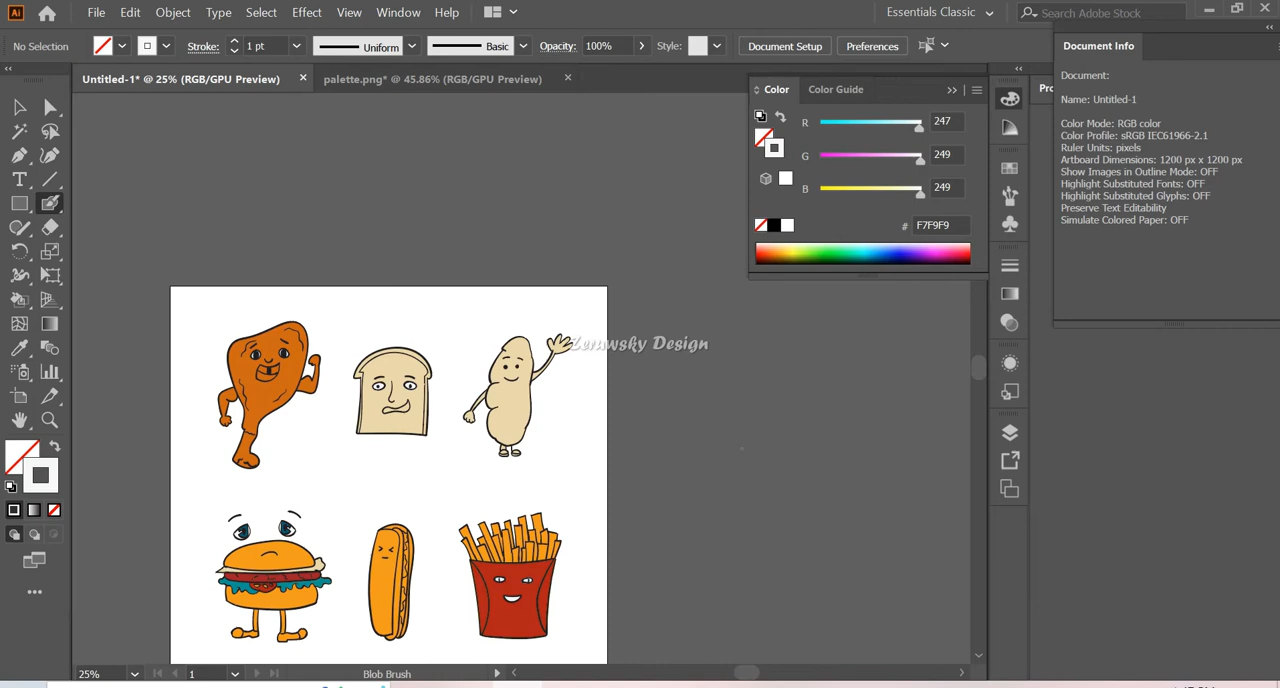 Ai File Edit Object Type Select Effect View Window Help Essentials Classic Search Adobe Stock
No Selection Stroke: 1 pt Uniform Basic Opacity: 100% Style: Document Setup Preferences
Untitled-1* @ 25% (RGB/GPU Preview) × palette.png* @ 45.86% (RGB/GPU Preview) ×
Color Color Guide
R 247
G 249
B 249
# F7F9F9
Pro
Document Info
Document:
Name: Untitled-1
Color Mode: RGB color
Color Profile: sRGB IEC61966-2.1
Ruler Units: pixels
Artboard Dimensions: 1200 px x 1200 px
Show Images in Outline Mode: OFF
Highlight Substituted Fonts: OFF
Highlight Substituted Glyphs: OFF
Preserve Text Editability
Simulate Colored Paper: OFF
Zeruwsky Design
25% 1 Blob Brush